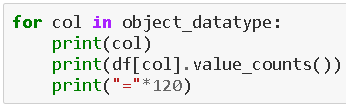 for col in object_datatype:
    print(col)
    print(df[col].value_counts())
    print("="*120)